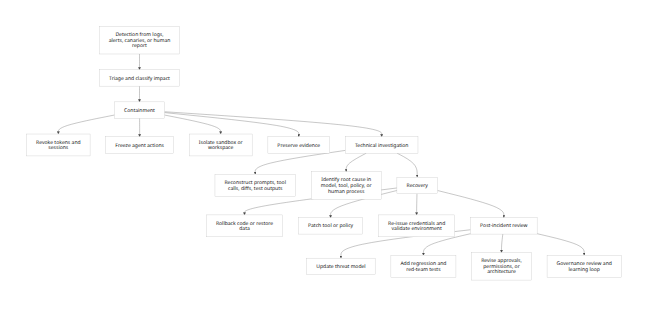 Detection from logs,
alerts, canaries, or human
report
Triage and classify impact
Containment
Revoke tokens and
sessions
Freeze agent actions
Isolate sandbox or
workspace
Preserve evidence
Technical investigation
Reconstruct prompts, tool
calls, diffs, test outputs
Identify root cause in
model, tool, policy, or
human process
Recovery
Rollback code or restore
data
Patch tool or policy
Re-issue credentials and
validate environment
Post-incident review
Update threat model
Add regression and
red-team tests
Revise approvals,
permissions, or
architecture
Governance review and
learning loop